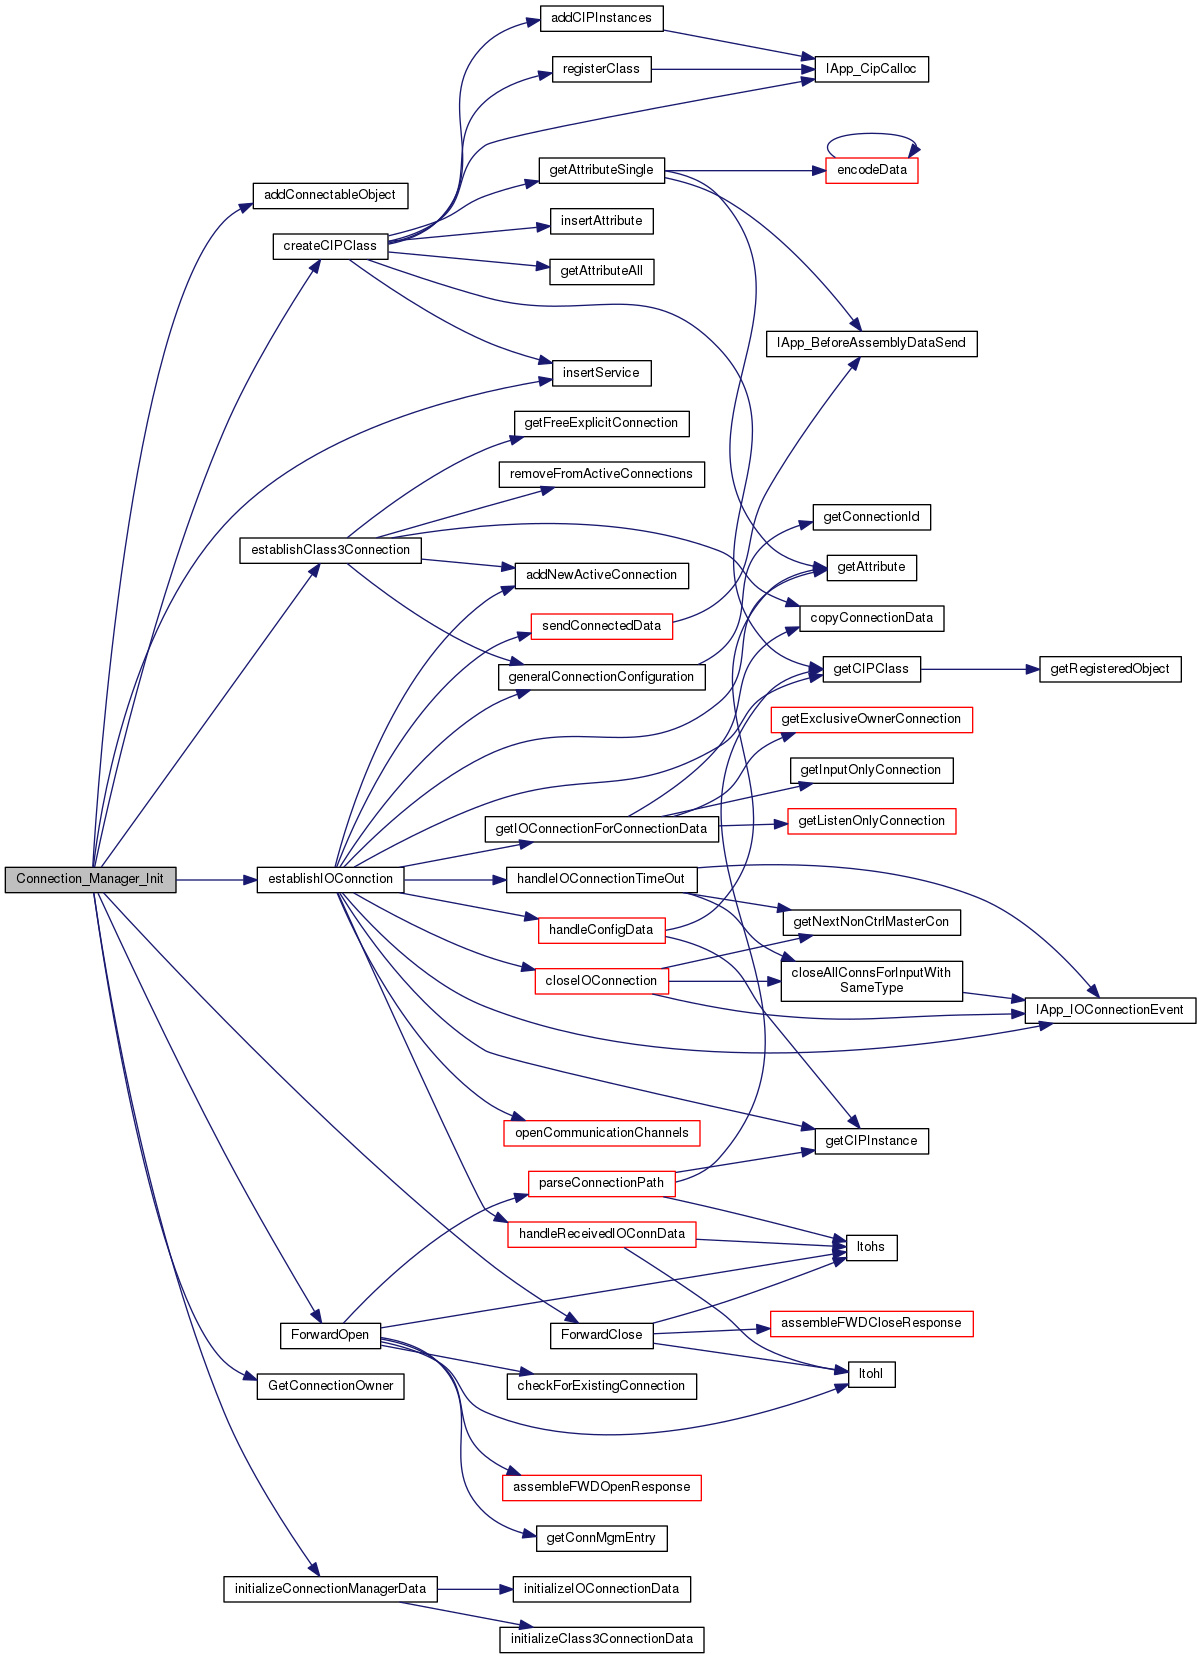 addCIPInstances
registerClass
IApp_CipCalloc
getAttributeSingle
encodeData
addConnectableObject
insertAttribute
createCIPClass
getAttributeAll
IApp_BeforeAssemblyDataSend
insertService
getFreeExplicitConnection
removeFromActiveConnections
getConnectionId
establishClass3Connection
getAttribute
addNewActiveConnection
copyConnectionData
sendConnectedData
getCIPClass
getRegisteredObject
generalConnectionConfiguration
getExclusiveOwnerConnection
getInputOnlyConnection
getIOConnectionForConnectionData
getListenOnlyConnection
Connection_Manager_Init
establishIOConnction
handleIOConnectionTimeOut
getNextNonCtrlMasterCon
handleConfigData
closeIOConnection
closeAllConnsForInputWith
SameType
IApp_IOConnectionEvent
openCommunicationChannels
getCIPInstance
parseConnectionPath
handleReceivedIOConnData
ltohs
ForwardOpen
ForwardClose
assembleFWDCloseResponse
GetConnectionOwner
checkForExistingConnection
ltohl
assembleFWDOpenResponse
getConnMgmEntry
initializeConnectionManagerData
initializeIOConnectionData
initializeClass3ConnectionData